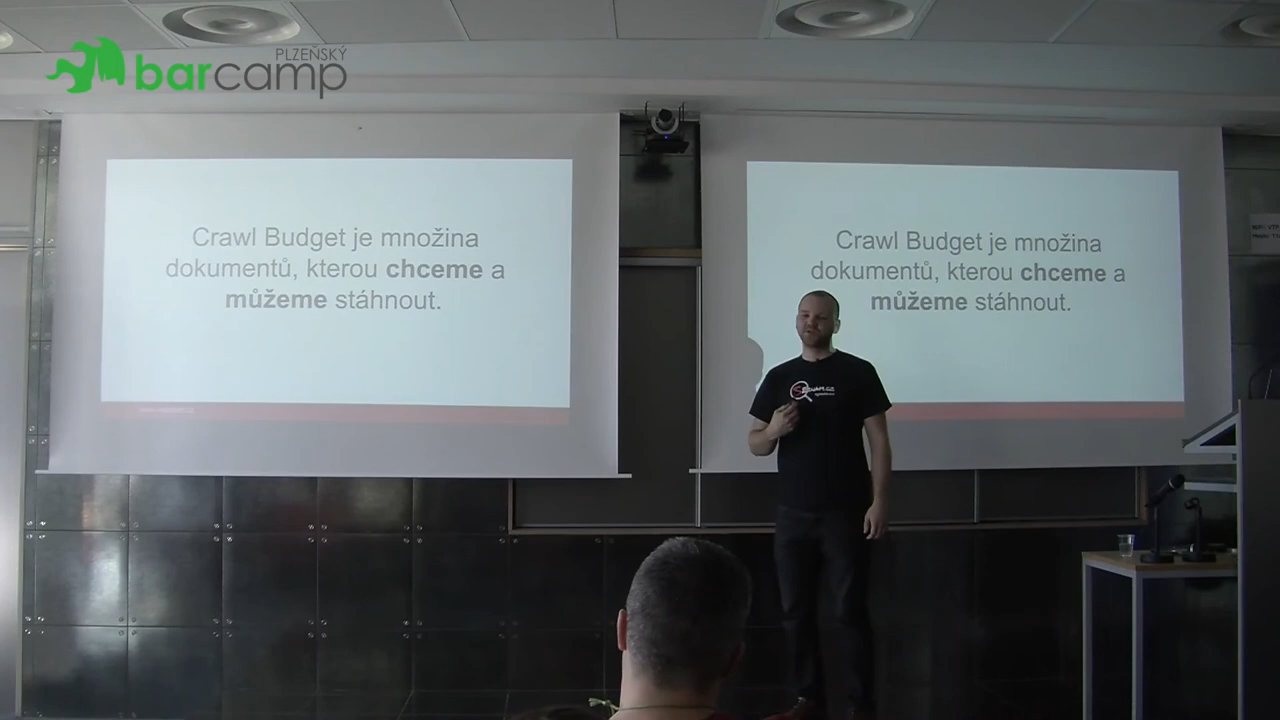 PLZEŇSKÝ
barcamp
Crawl Budget je množina
dokumentů, kterou chceme a
můžeme stáhnout.
Crawl Budget je množina
dokumentů, kterou chceme a
můžeme stáhnout.